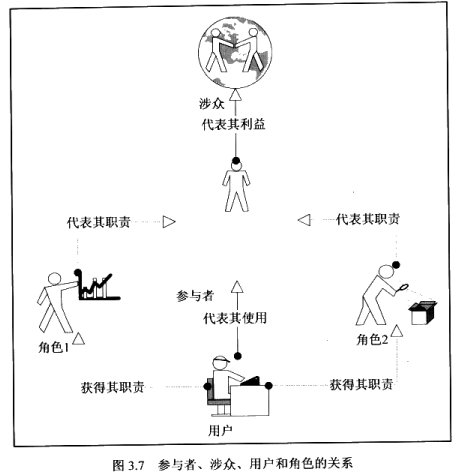 涉众
代表其利益
代表其职责
代表其职责
参与者
代表其使用
角色1
角色2
获得其职责
获得其职责
用户
图 3.7 参与者、涉众、用户和角色的关系